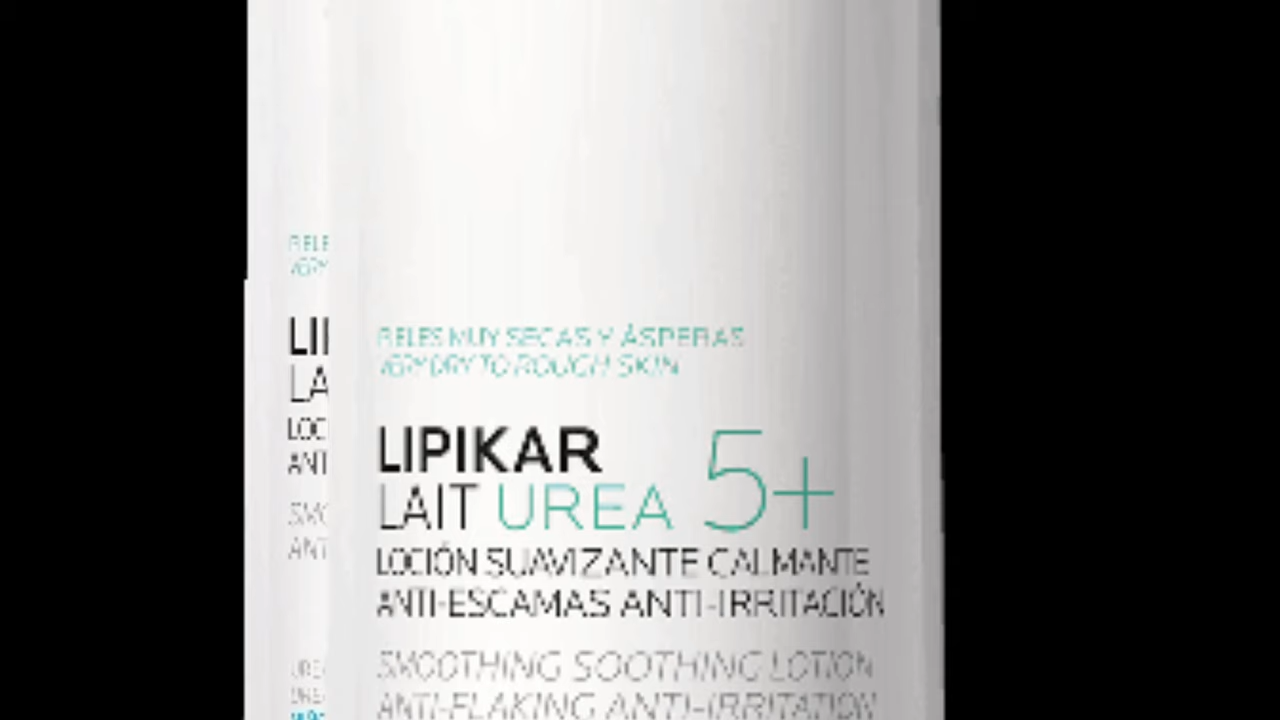 PIELES MUY SECAS Y ÁSPERAS
VERY DRY TO ROUGH SKIN
LIPIKAR
LAIT UREA 5+
LOCIÓN SUAVIZANTE CALMANTE
ANTI-ESCAMAS ANTI-IRRITACIÓN
SMOOTHING SOOTHING LOTION
ANTI-FLAKING ANTI-IRRITATION